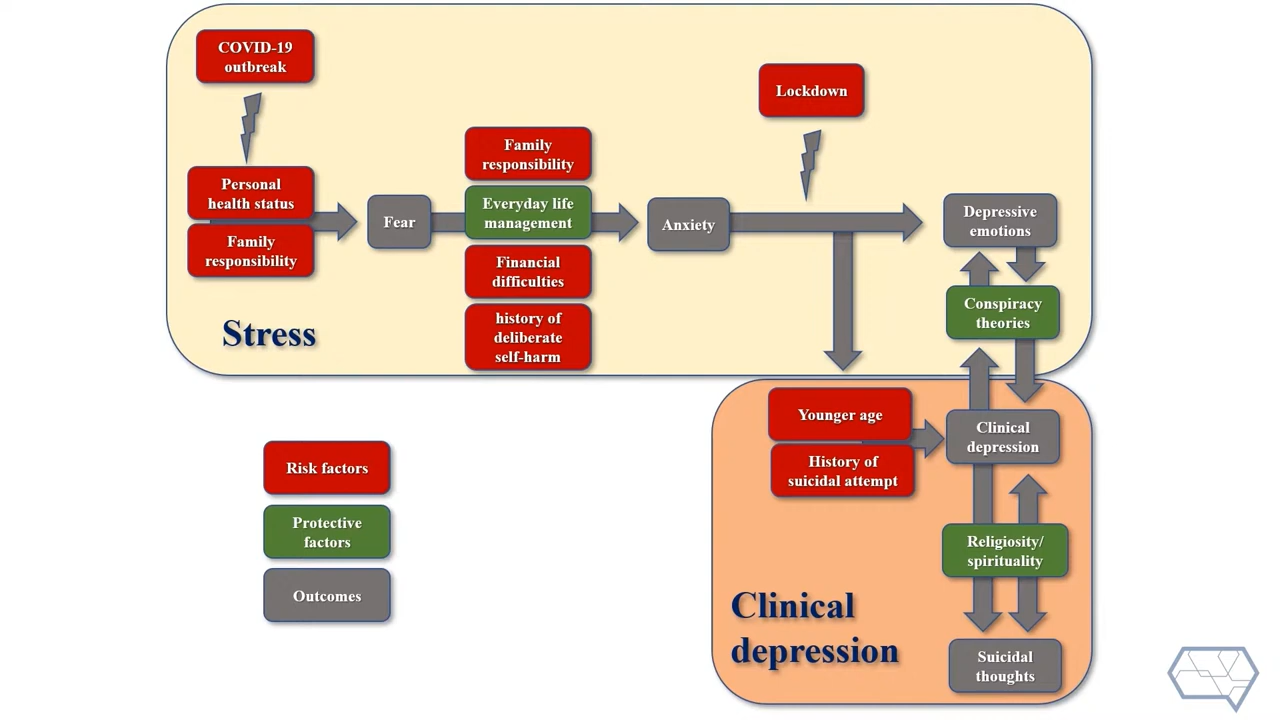 COVID-19
outbreak
Lockdown
Personal
health status
Family
responsibility
Fear
Family
responsibility
Everyday life
management
Financial
difficulties
history of
deliberate
self-harm
Anxiety
Depressive
emotions
Conspiracy
theories
Stress
Younger age
History of
suicidal attempt
Clinical
depression
Religiosity/
spirituality
Suicidal
thoughts
Clinical
depression
Risk factors
Protective
factors
Outcomes